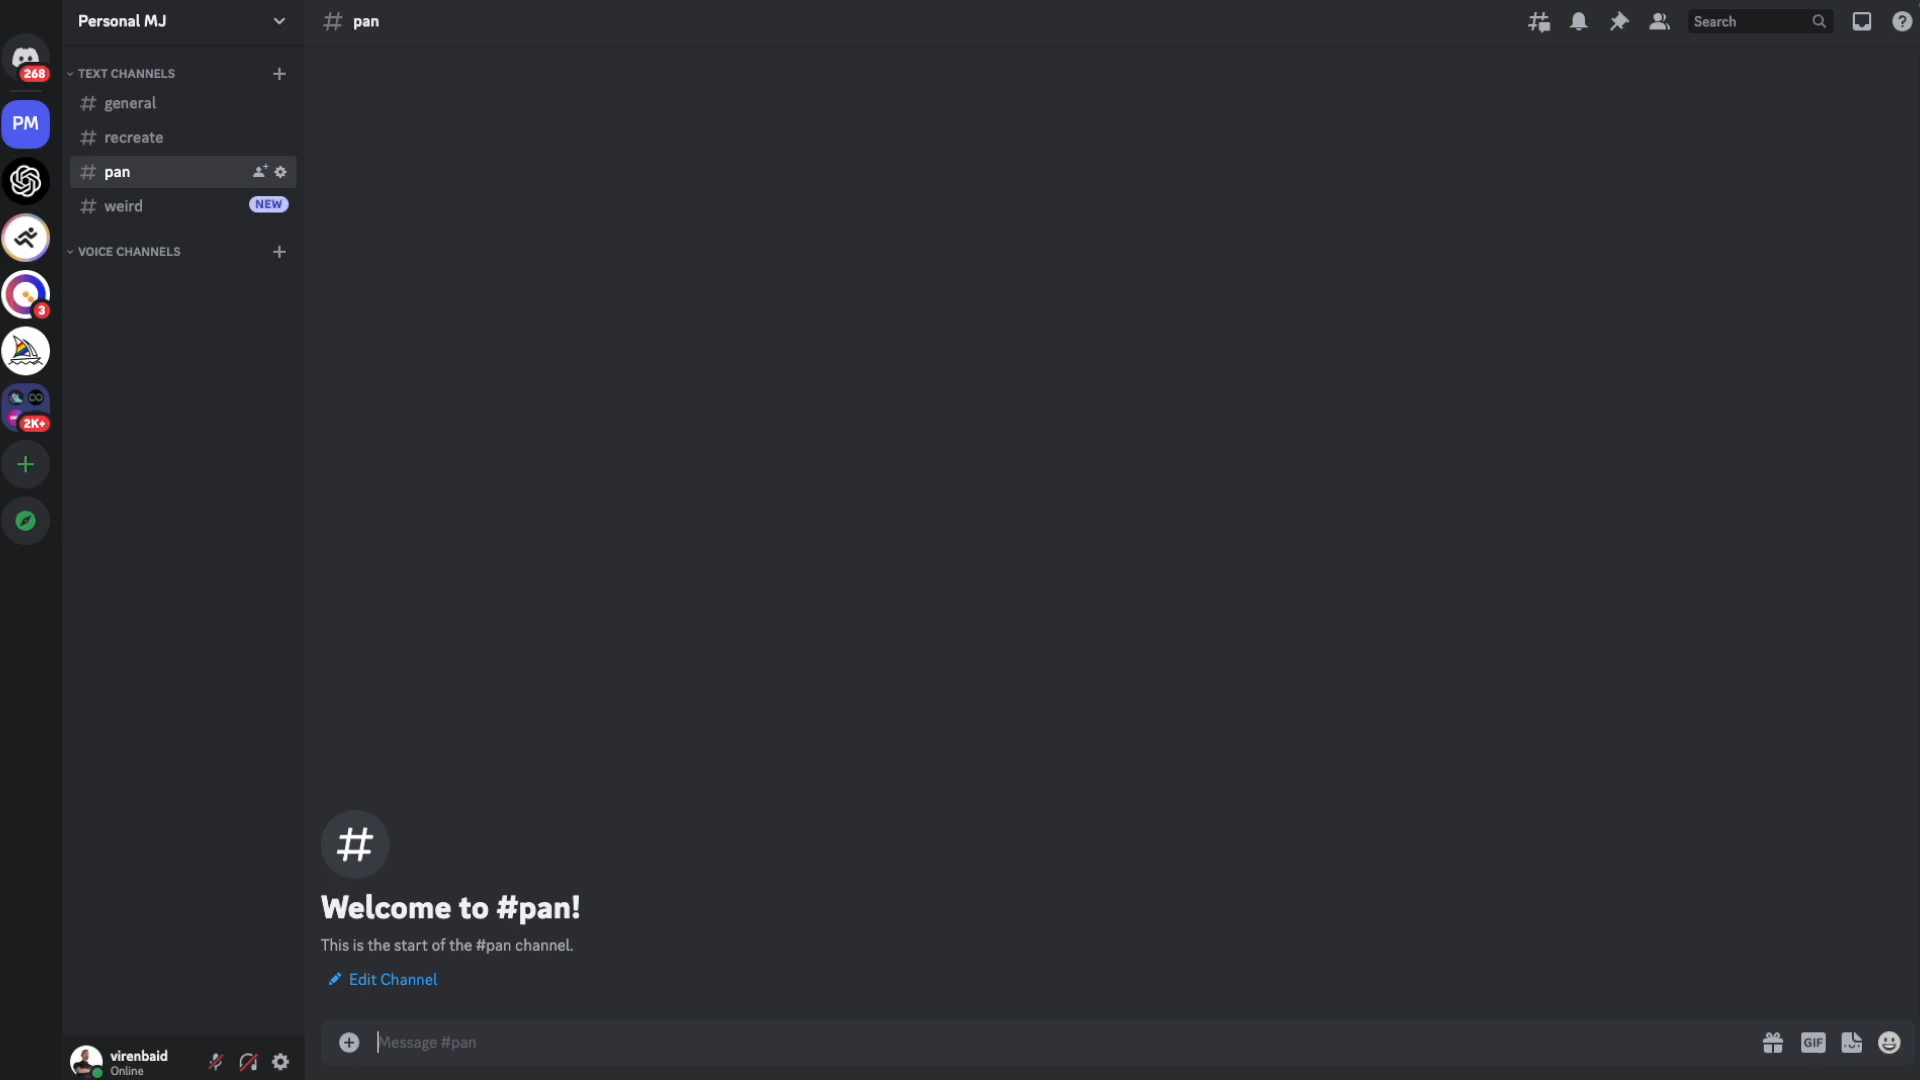 Personal MJ
pan
Search
268
TEXT CHANNELS
general
PM
recreate
pan
weird
NEW
VOICE CHANNELS
3
2K+
Welcome to #pan!
This is the start of the #pan channel.
Edit Channel
Message #pan
GIF
virenbaid
Online